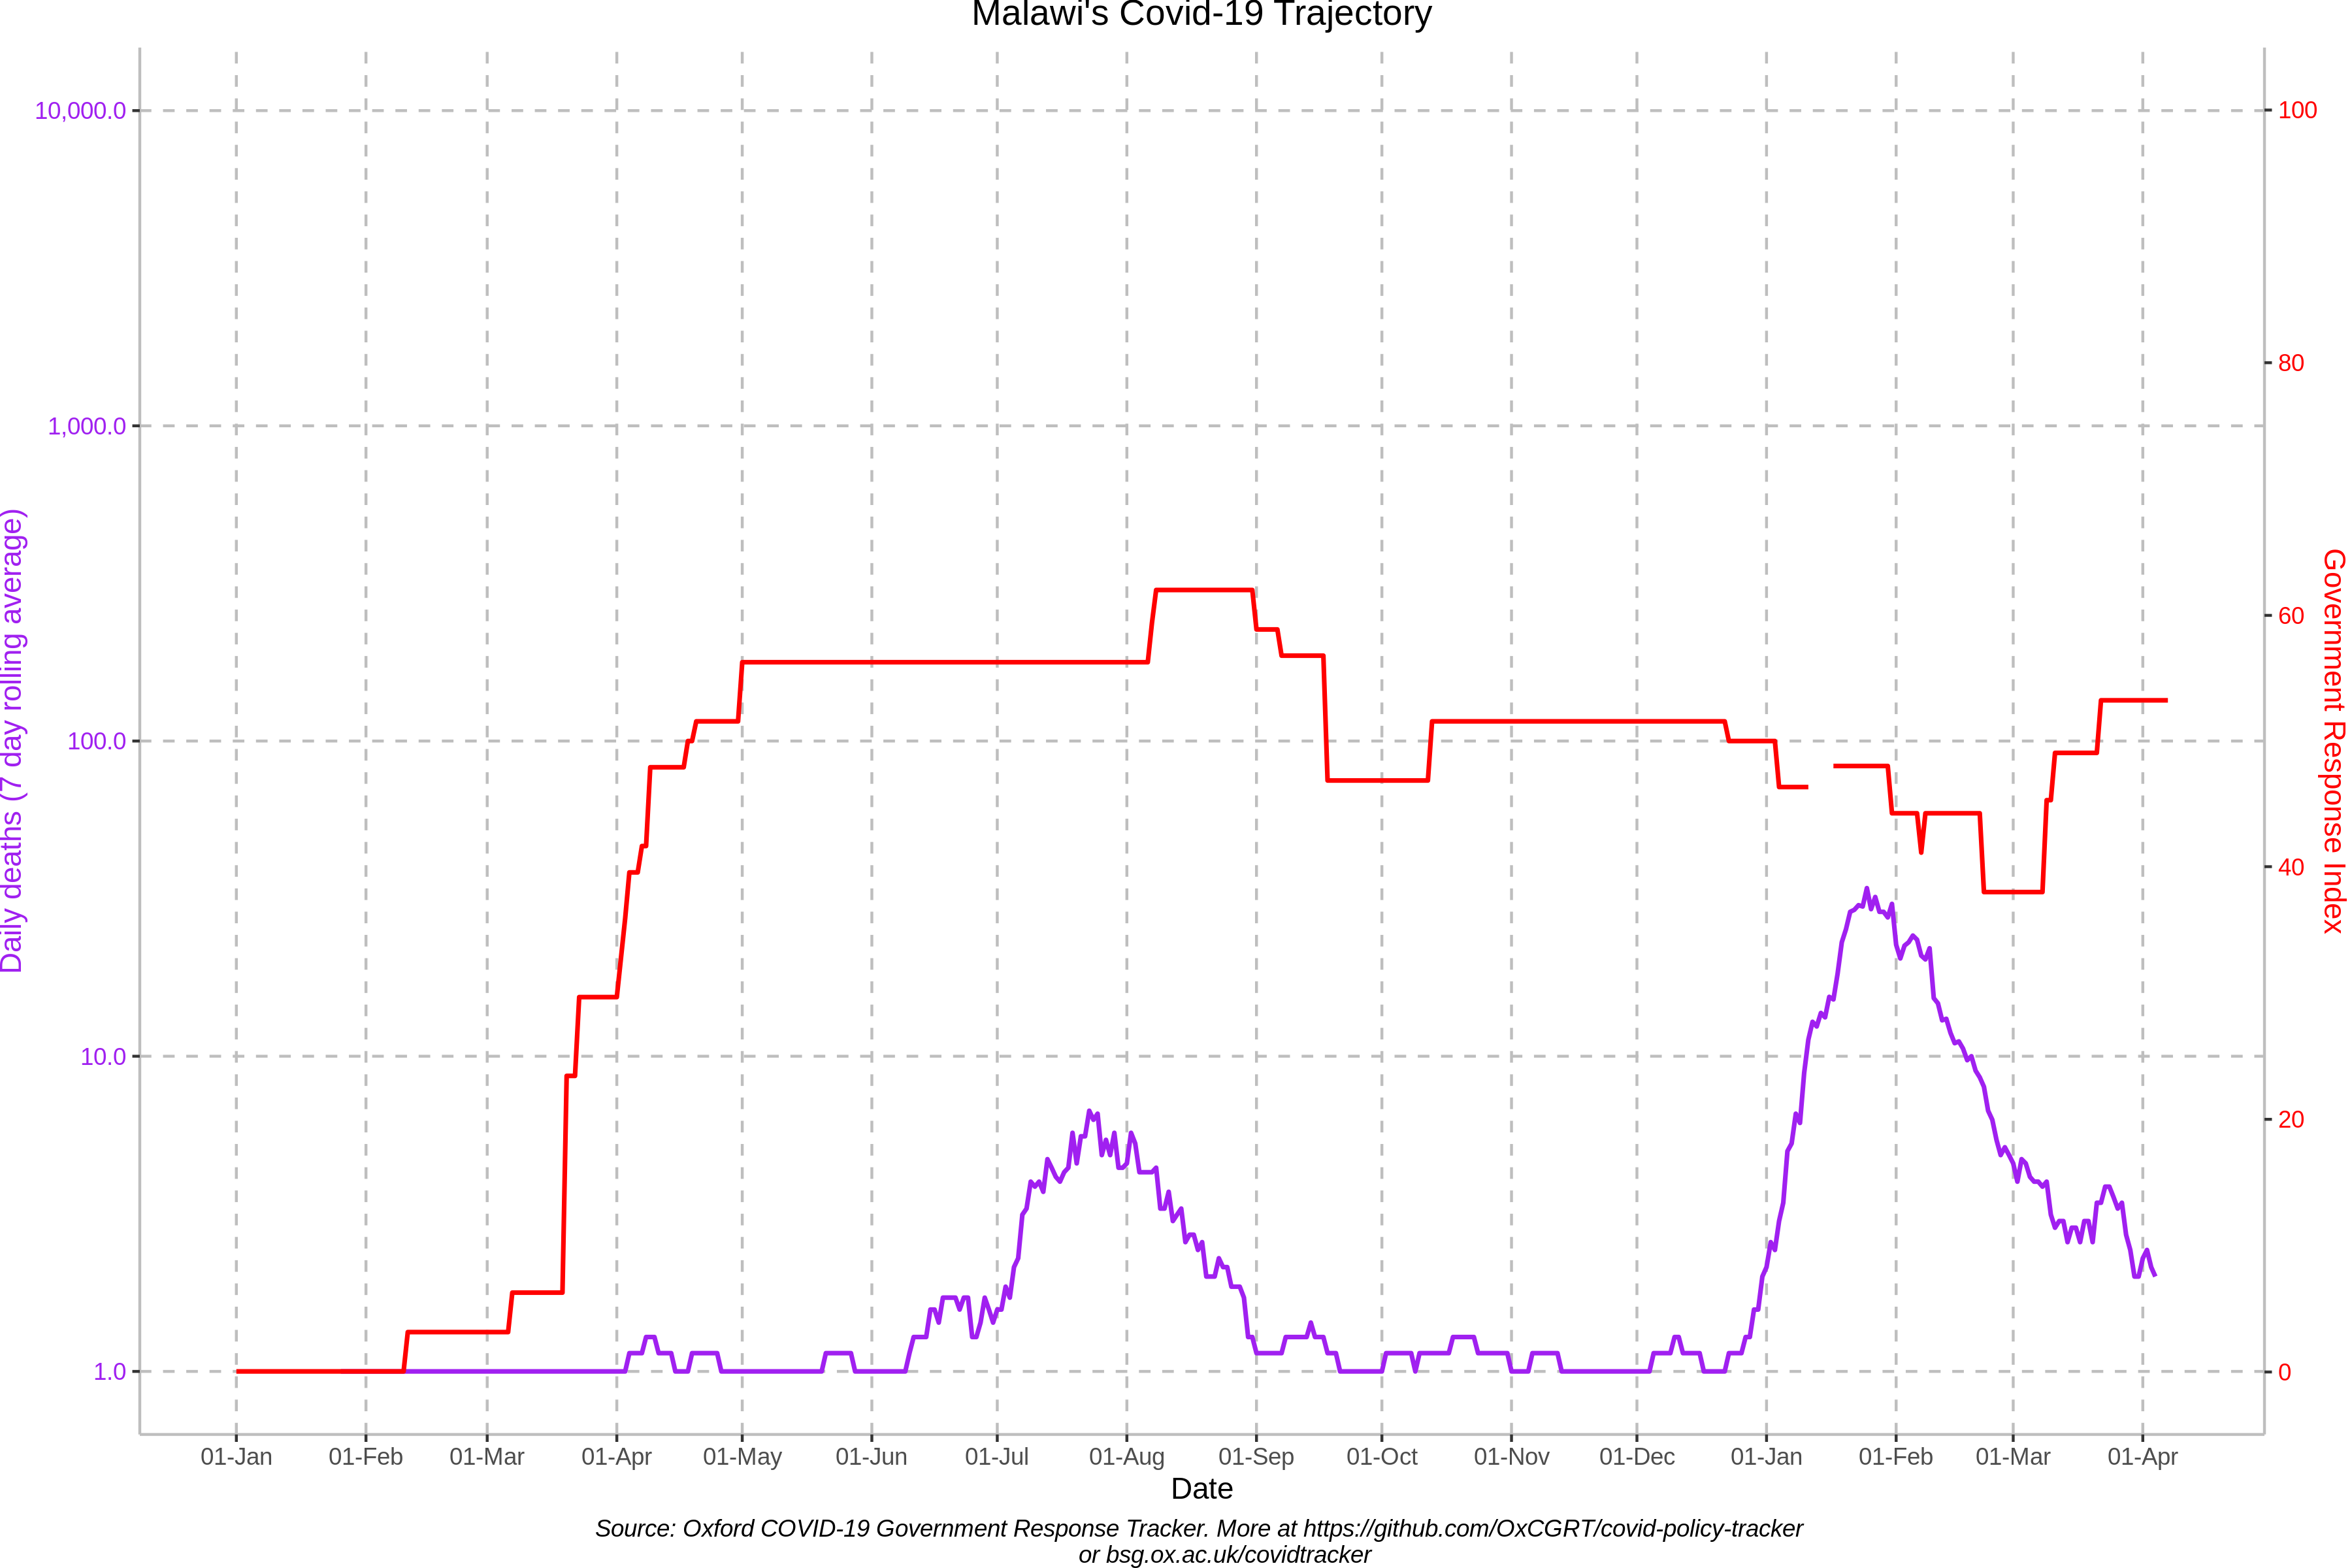 Malawi's Covid-19 Trajectory
10,000.0
1,000.0
100.0
10.0
1.0
Daily deaths (7 day rolling average)
100
80
60
40
20
0
Government Response Index
01-Jan
01-Feb
01-Mar
01-Apr
01-May
01-Jun
01-Jul
01-Aug
01-Sep
01-Oct
01-Nov
01-Dec
01-Jan
01-Feb
01-Mar
01-Apr
Date
Source: Oxford COVID-19 Government Response Tracker. More at https://github.com/OxCGRT/covid-policy-tracker
or bsg.ox.ac.uk/covidtracker